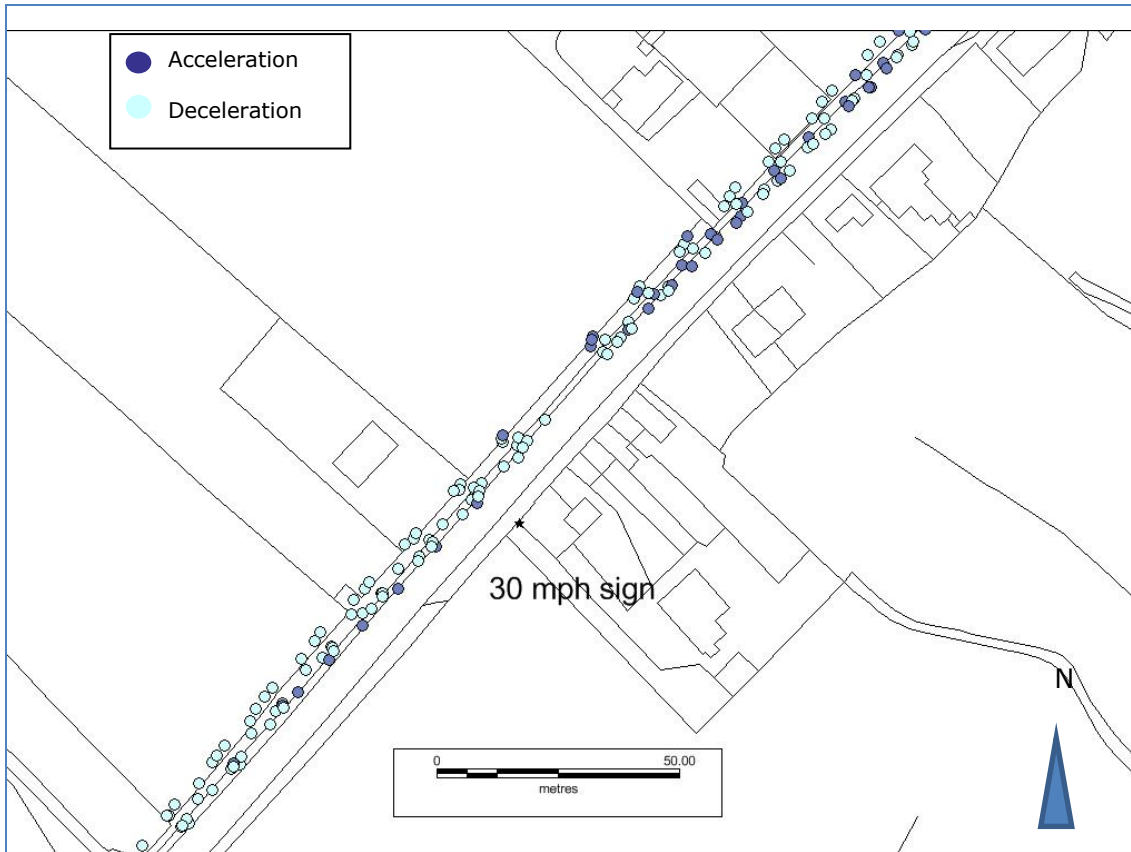 Acceleration
Deceleration
30 mph sign
N
0 50.00
metres